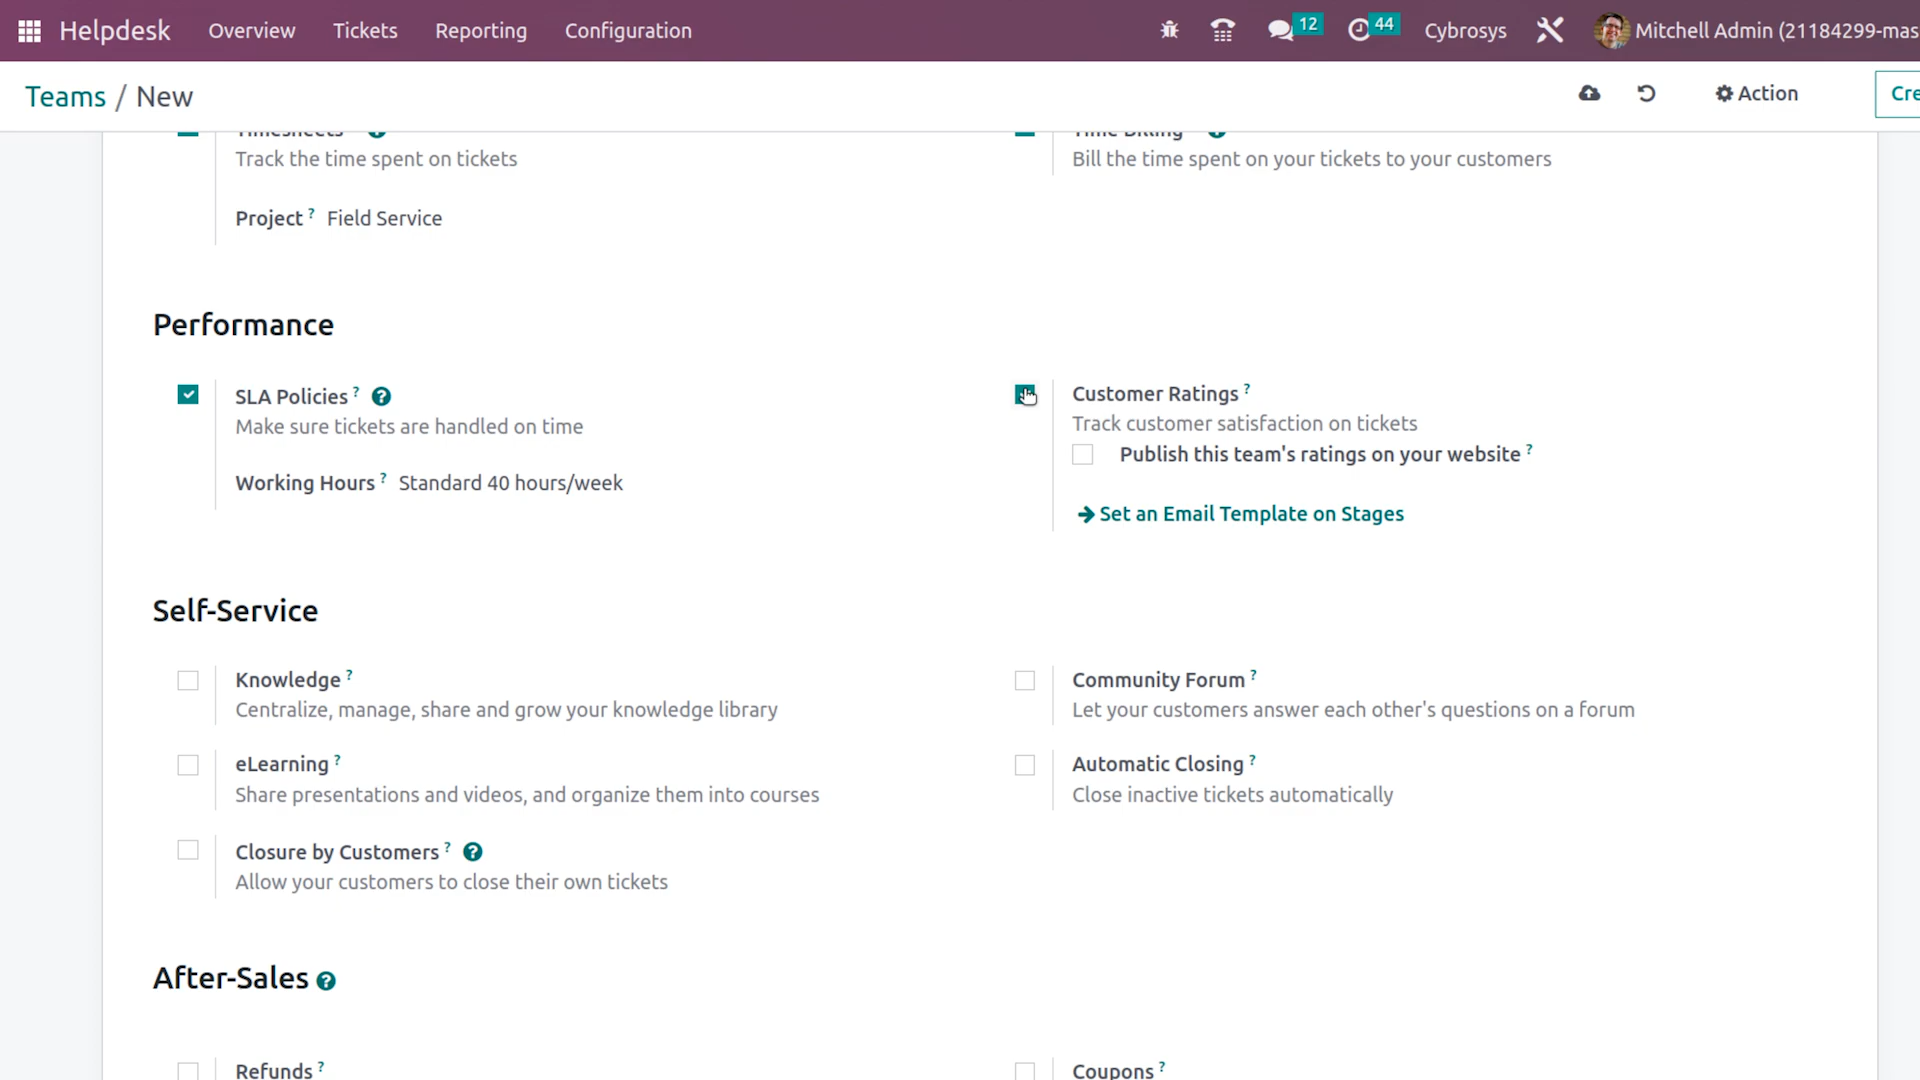 Helpdesk Overview Tickets Reporting Configuration 12 44 Cybrosys Mitchell Admin (21184299-mas
Teams / New Action Cre
Timesheets ? Time Billing ?
Track the time spent on tickets Bill the time spent on your tickets to your customers
Project ? Field Service
Performance
SLA Policies ? ? Customer Ratings ?
Make sure tickets are handled on time Track customer satisfaction on tickets
Publish this team's ratings on your website ?
Working Hours ? Standard 40 hours/week
Set an Email Template on Stages
Self-Service
Knowledge ? Community Forum ?
Centralize, manage, share and grow your knowledge library Let your customers answer each other's questions on a forum
eLearning ? Automatic Closing ?
Share presentations and videos, and organize them into courses Close inactive tickets automatically
Closure by Customers ? ?
Allow your customers to close their own tickets
After-Sales ?
Refunds ? Coupons ?